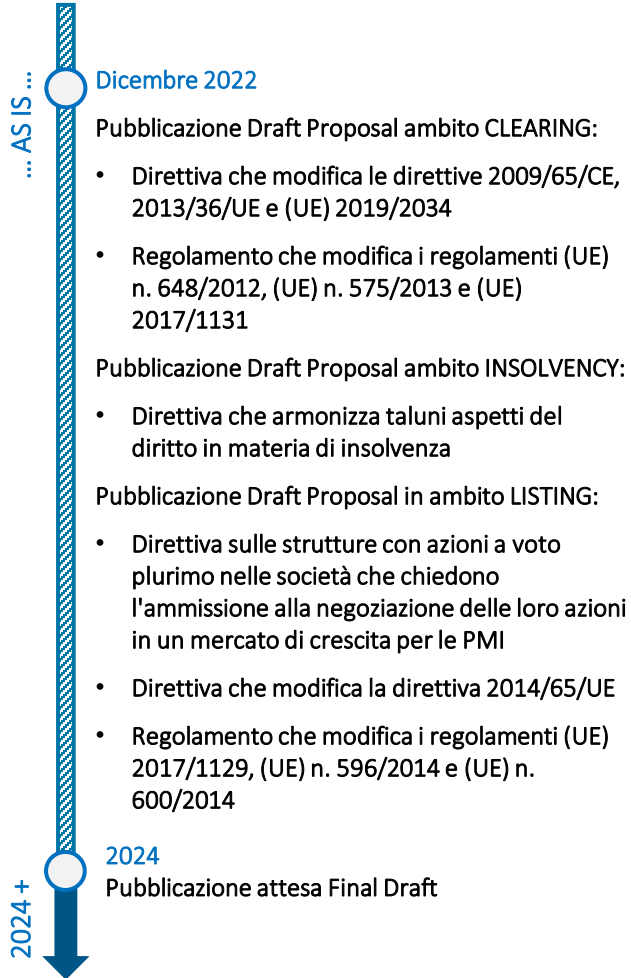 ... AS IS ...
Dicembre 2022
Pubblicazione Draft Proposal ambito CLEARING:
• Direttiva che modifica le direttive 2009/65/CE,
2013/36/UE e (UE) 2019/2034
• Regolamento che modifica i regolamenti (UE)
n. 648/2012, (UE) n. 575/2013 e (UE)
2017/1131
Pubblicazione Draft Proposal ambito INSOLVENCY:
• Direttiva che armonizza taluni aspetti del
diritto in materia di insolvenza
Pubblicazione Draft Proposal in ambito LISTING:
• Direttiva sulle strutture con azioni a voto
plurimo nelle società che chiedono
l'ammissione alla negoziazione delle loro azioni
in un mercato di crescita per le PMI
• Direttiva che modifica la direttiva 2014/65/UE
• Regolamento che modifica i regolamenti (UE)
2017/1129, (UE) n. 596/2014 e (UE) n.
600/2014
2024 +
2024
Pubblicazione attesa Final Draft